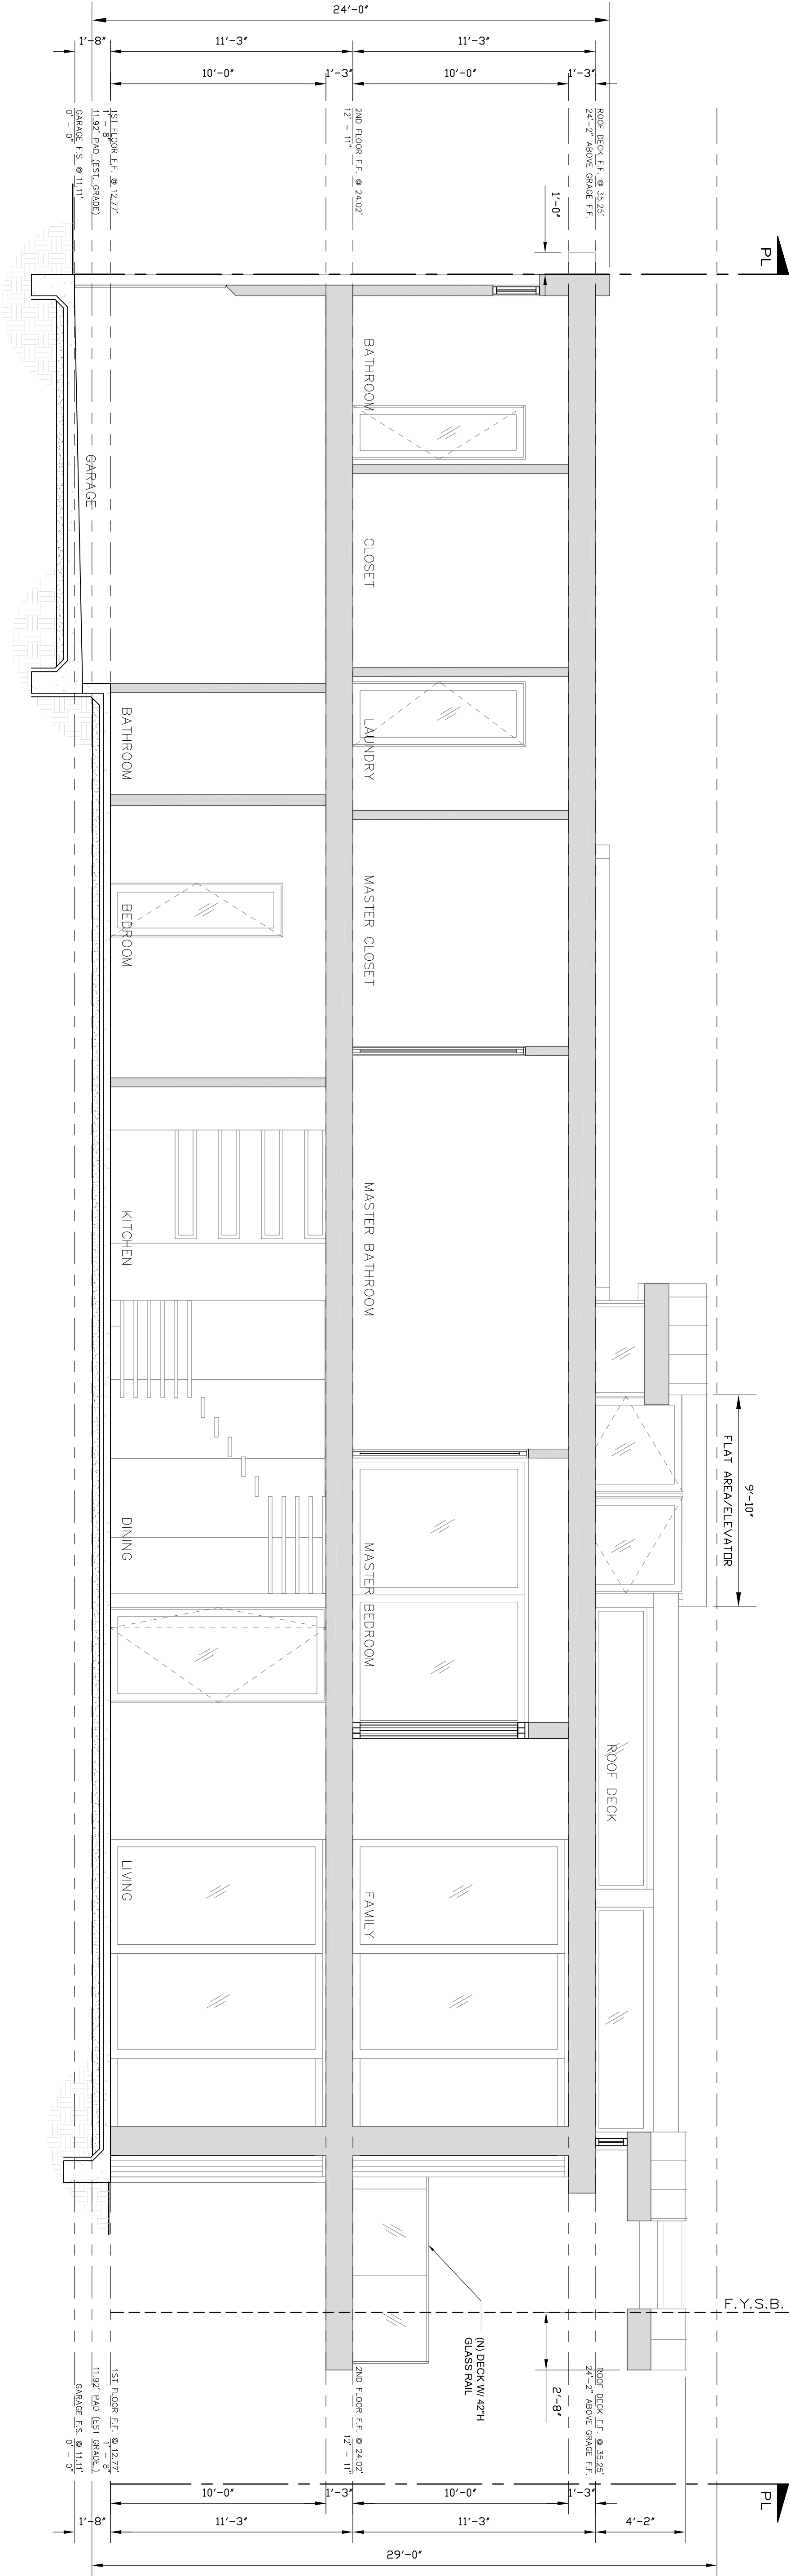 24'-0"
1'-8"
11'-3"
11'-3"
10'-0"
1'-3"
10'-0"
1'-3"
ROOF DECK F.F. @ 35.25'
24'-2" ABOVE GRAGE F.F.
2ND FLOOR F.F. @ 24.02'
12' - 11"
1ST FLOOR F.F. @ 12.77'
1' - 8"
11.92' PAD (EST. GRADE)
GARAGE F.S. @ 11.11'
0' - 0"
1'-0"
PL
BATHROOM
GARAGE
CLOSET
BATHROOM
LAUNDRY
BEDROOM
MASTER CLOSET
KITCHEN
MASTER BATHROOM
9'-10"
FLAT AREA/ELEVATOR
DINING
MASTER BEDROOM
ROOF DECK
LIVING
FAMILY
F.Y.S.B.
(N) DECK W/ 42"H
GLASS RAIL
2'-8"
ROOF DECK F.F. @ 35.25'
24'-2" ABOVE GRAGE F.F.
2ND FLOOR F.F. @ 24.02'
12' - 11"
1ST FLOOR F.F. @ 12.77'
1' - 8"
11.92' PAD (EST GRADE.)
GARAGE F.S. @ 11.11'
0' - 0"
PL
10'-0"
1'-3"
10'-0"
1'-3"
1'-8"
11'-3"
11'-3"
4'-2"
29'-0"